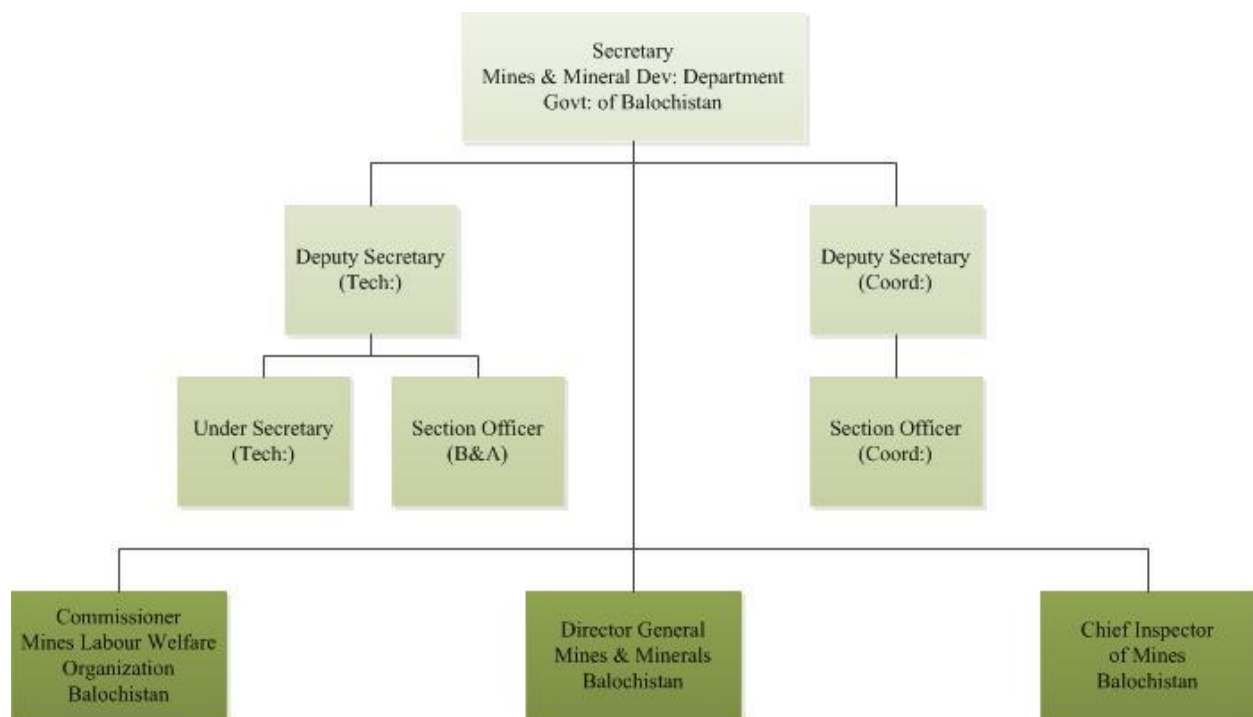 Secretary
Mines & Mineral Dev: Department
Govt: of Balochistan
Deputy Secretary
(Tech:)
Deputy Secretary
(Coord:)
Under Secretary
(Tech:)
Section Officer
(B&A)
Section Officer
(Coord:)
Commissioner
Mines Labour Welfare
Organization
Balochistan
Director General
Mines & Minerals
Balochistan
Chief Inspector
of Mines
Balochistan